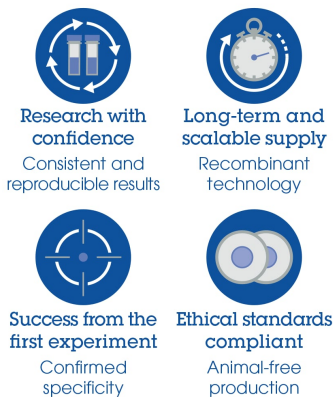 Research with
confidence
Consistent and
reproducible results
Long-term and
scalable supply
Recombinant
technology
Success from the
first experiment
Confirmed
specificity
Ethical standards
compliant
Animal-free
production